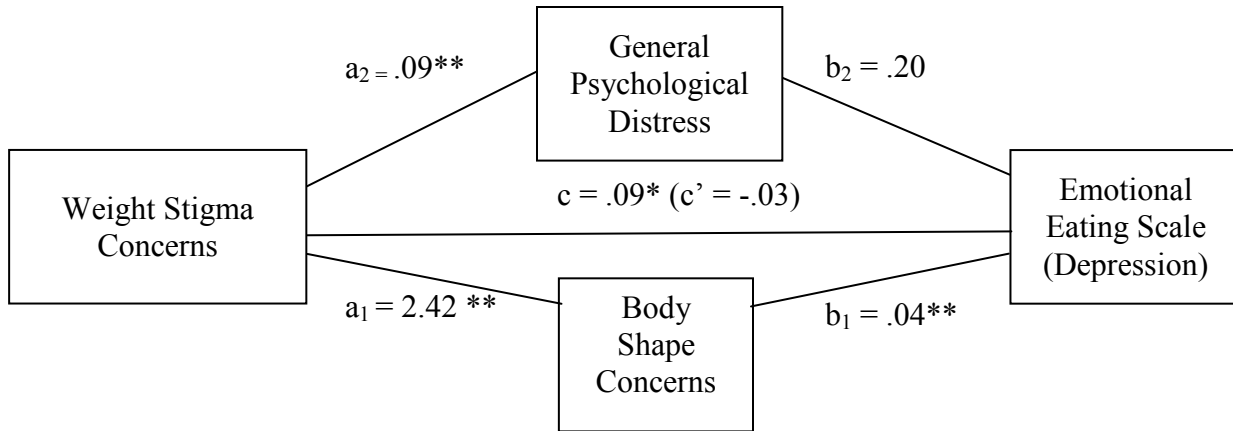 General
Psychological
Distress
a₂ = .09**
b₂ = .20
Weight Stigma
Concerns
c = .09* (c’ = -.03)
Emotional
Eating Scale
(Depression)
a₁ = 2.42 **
Body
Shape
Concerns
b₁ = .04**